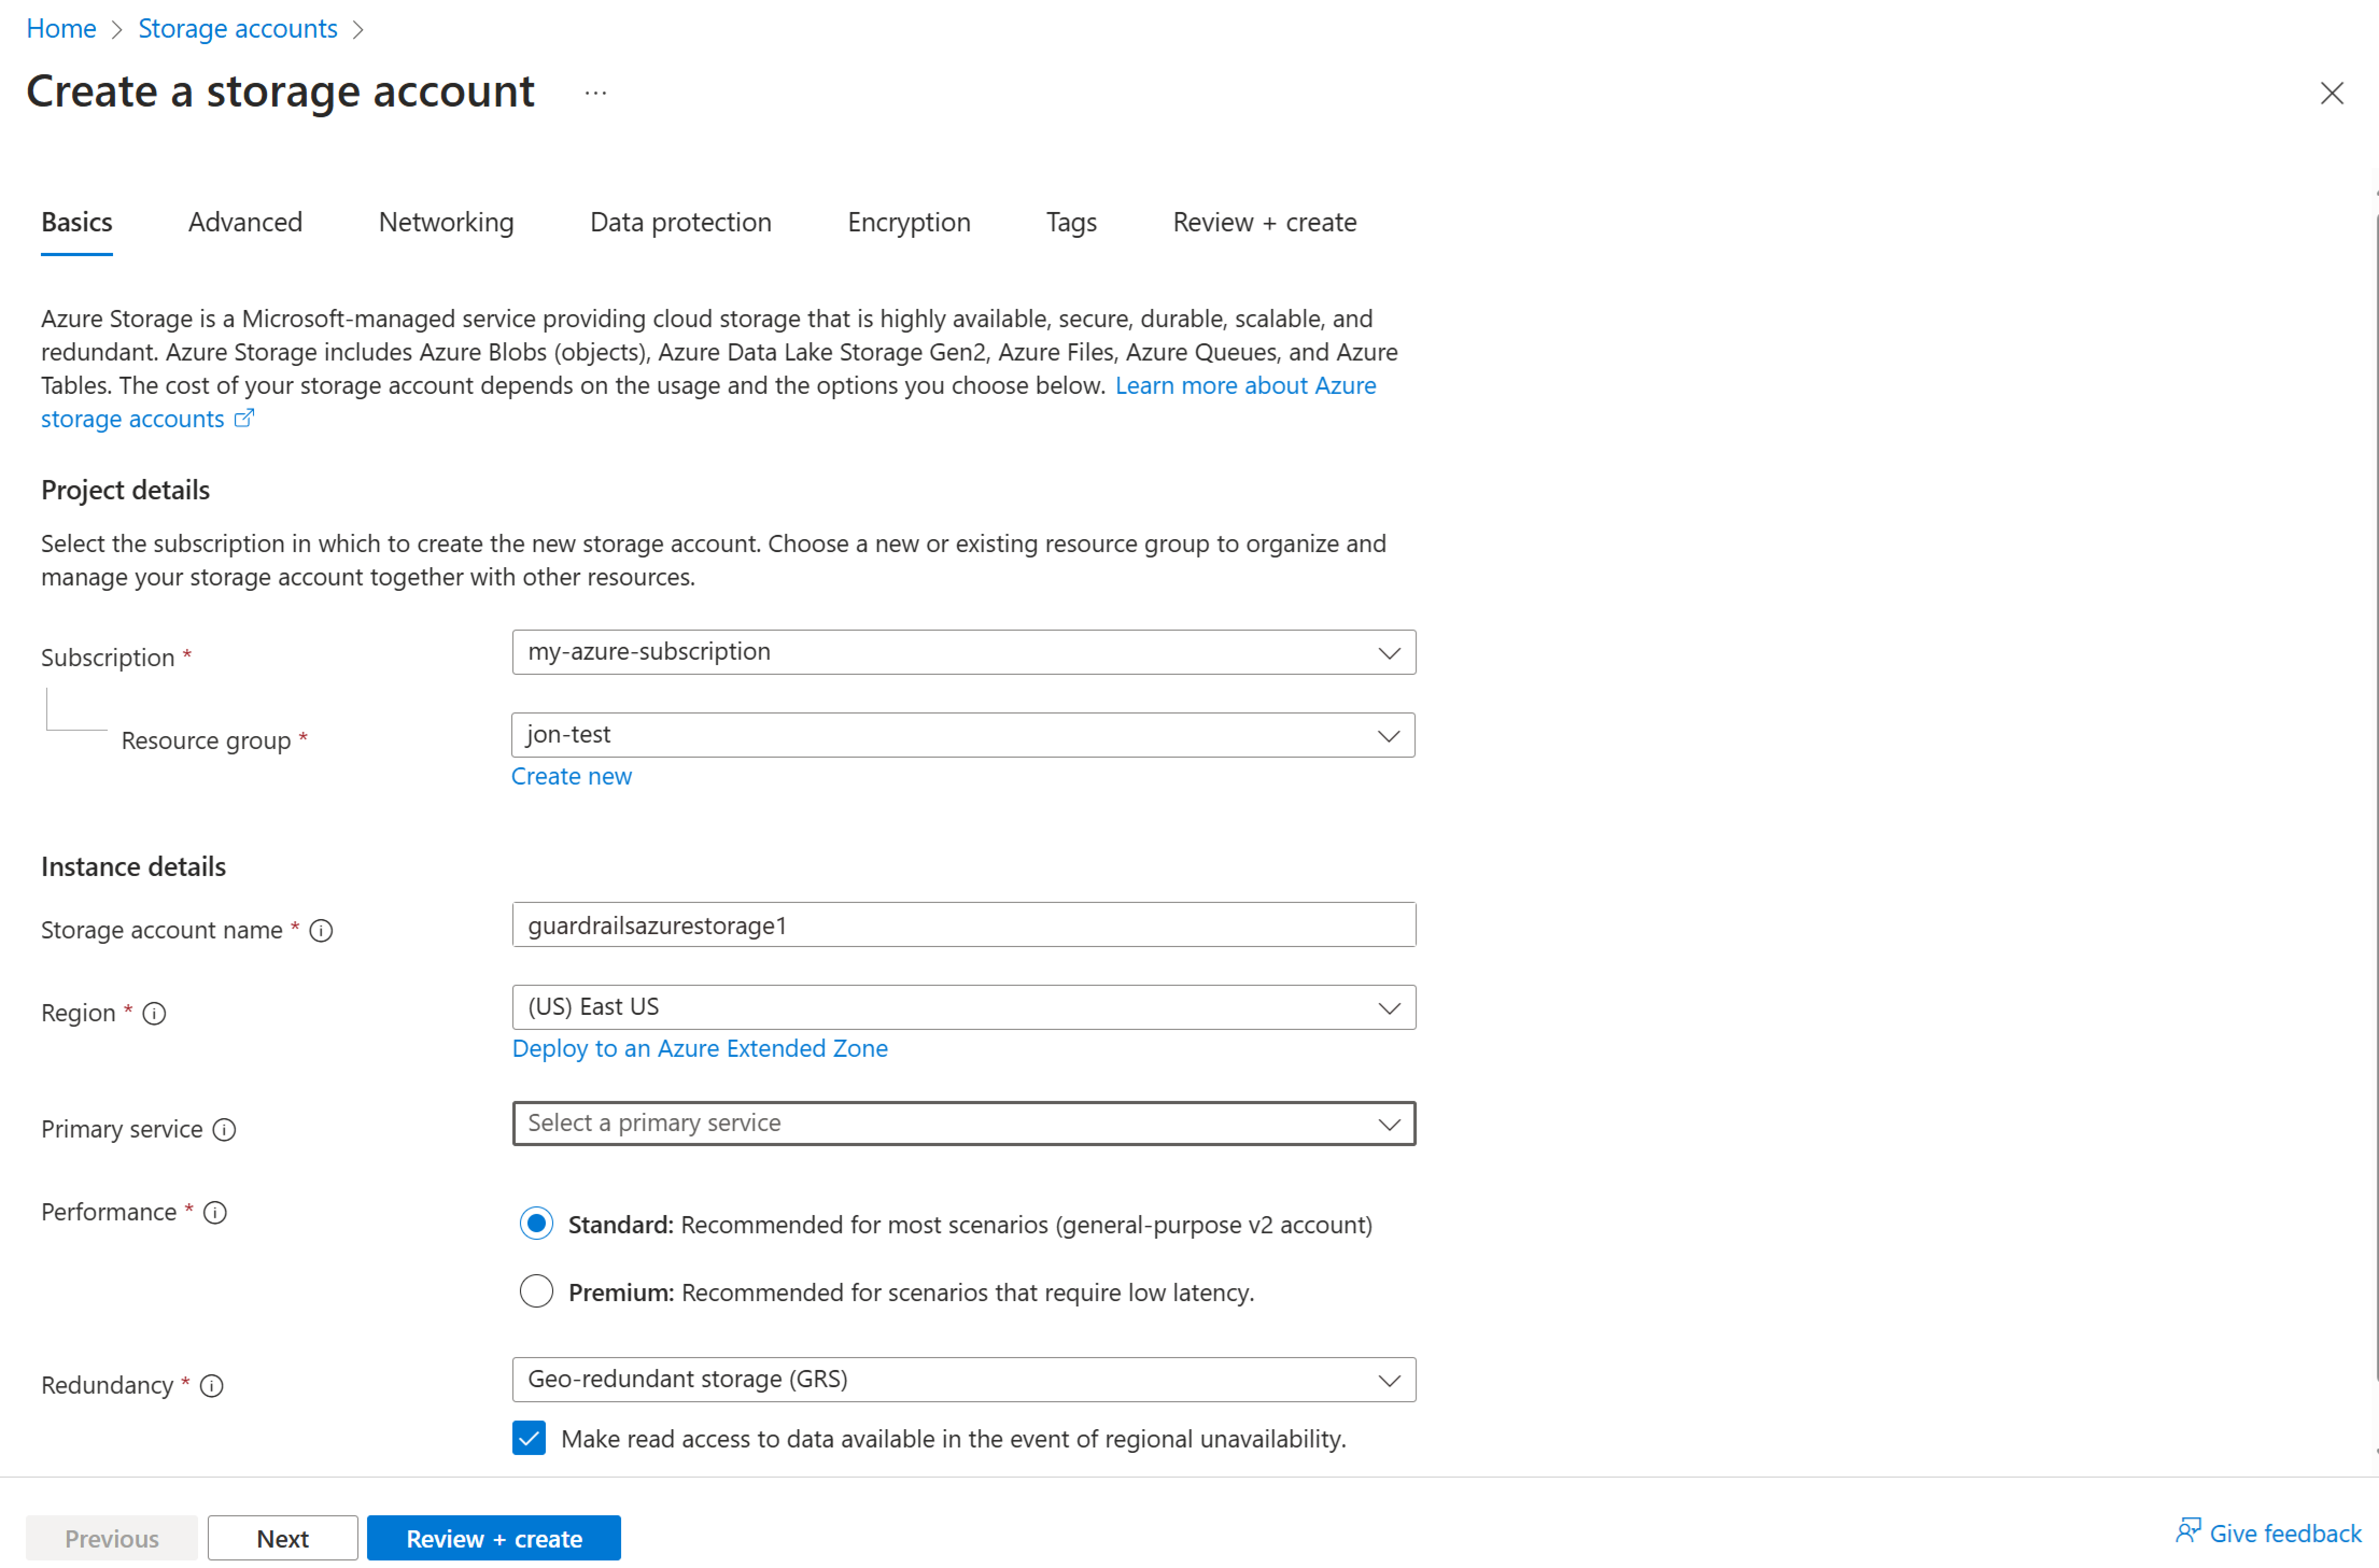 Home > Storage accounts >
Create a storage account ...
Basics Advanced Networking Data protection Encryption Tags Review + create
Azure Storage is a Microsoft-managed service providing cloud storage that is highly available, secure, durable, scalable, and
redundant. Azure Storage includes Azure Blobs (objects), Azure Data Lake Storage Gen2, Azure Files, Azure Queues, and Azure
Tables. The cost of your storage account depends on the usage and the options you choose below. Learn more about Azure
storage accounts
Project details
Select the subscription in which to create the new storage account. Choose a new or existing resource group to organize and
manage your storage account together with other resources.
Subscription * my-azure-subscription
Resource group * jon-test
Create new
Instance details
Storage account name * guardrailsazurestorage1
Region * (US) East US
Deploy to an Azure Extended Zone
Primary service Select a primary service
Performance * Standard: Recommended for most scenarios (general-purpose v2 account)
Premium: Recommended for scenarios that require low latency.
Redundancy * Geo-redundant storage (GRS)
Make read access to data available in the event of regional unavailability.
Previous Next Review + create Give feedback